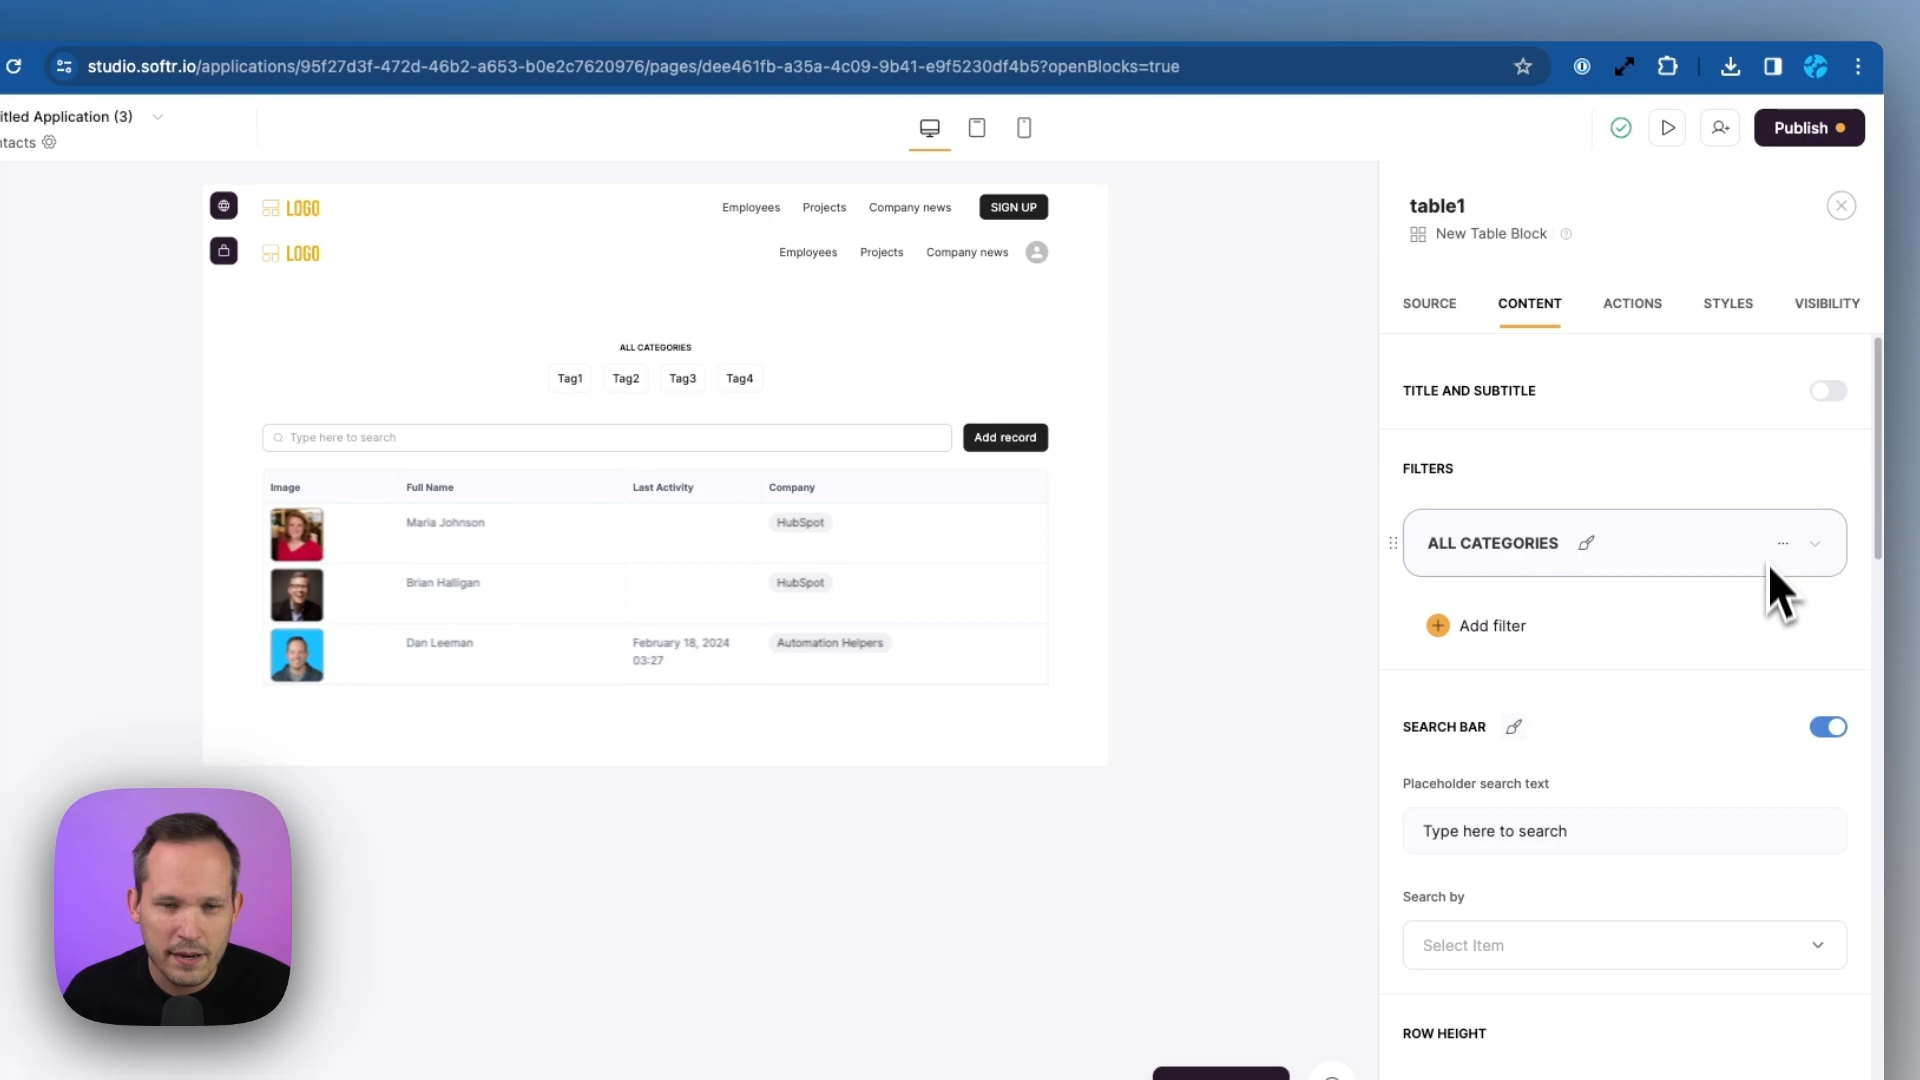 studio.softr.io/applications/95f27d3f-472d-46b2-a653-b0e2c7620976/pages/dee461fb-a35a-4c09-9b41-e9f5230df4b5?openBlocks=true
itled Application (3)
ntacts
Publish
LOGO
Employees
Projects
Company news
SIGN UP
LOGO
Employees
Projects
Company news
ALL CATEGORIES
Tag1
Tag2
Tag3
Tag4
Type here to search
Add record
Image
Full Name
Last Activity
Company
Maria Johnson
HubSpot
Brian Halligan
HubSpot
Dan Leeman
February 18, 2024
03:27
Automation Helpers
table1
New Table Block
SOURCE
CONTENT
ACTIONS
STYLES
VISIBILITY
TITLE AND SUBTITLE
FILTERS
ALL CATEGORIES
Add filter
SEARCH BAR
Placeholder search text
Type here to search
Search by
Select Item
ROW HEIGHT